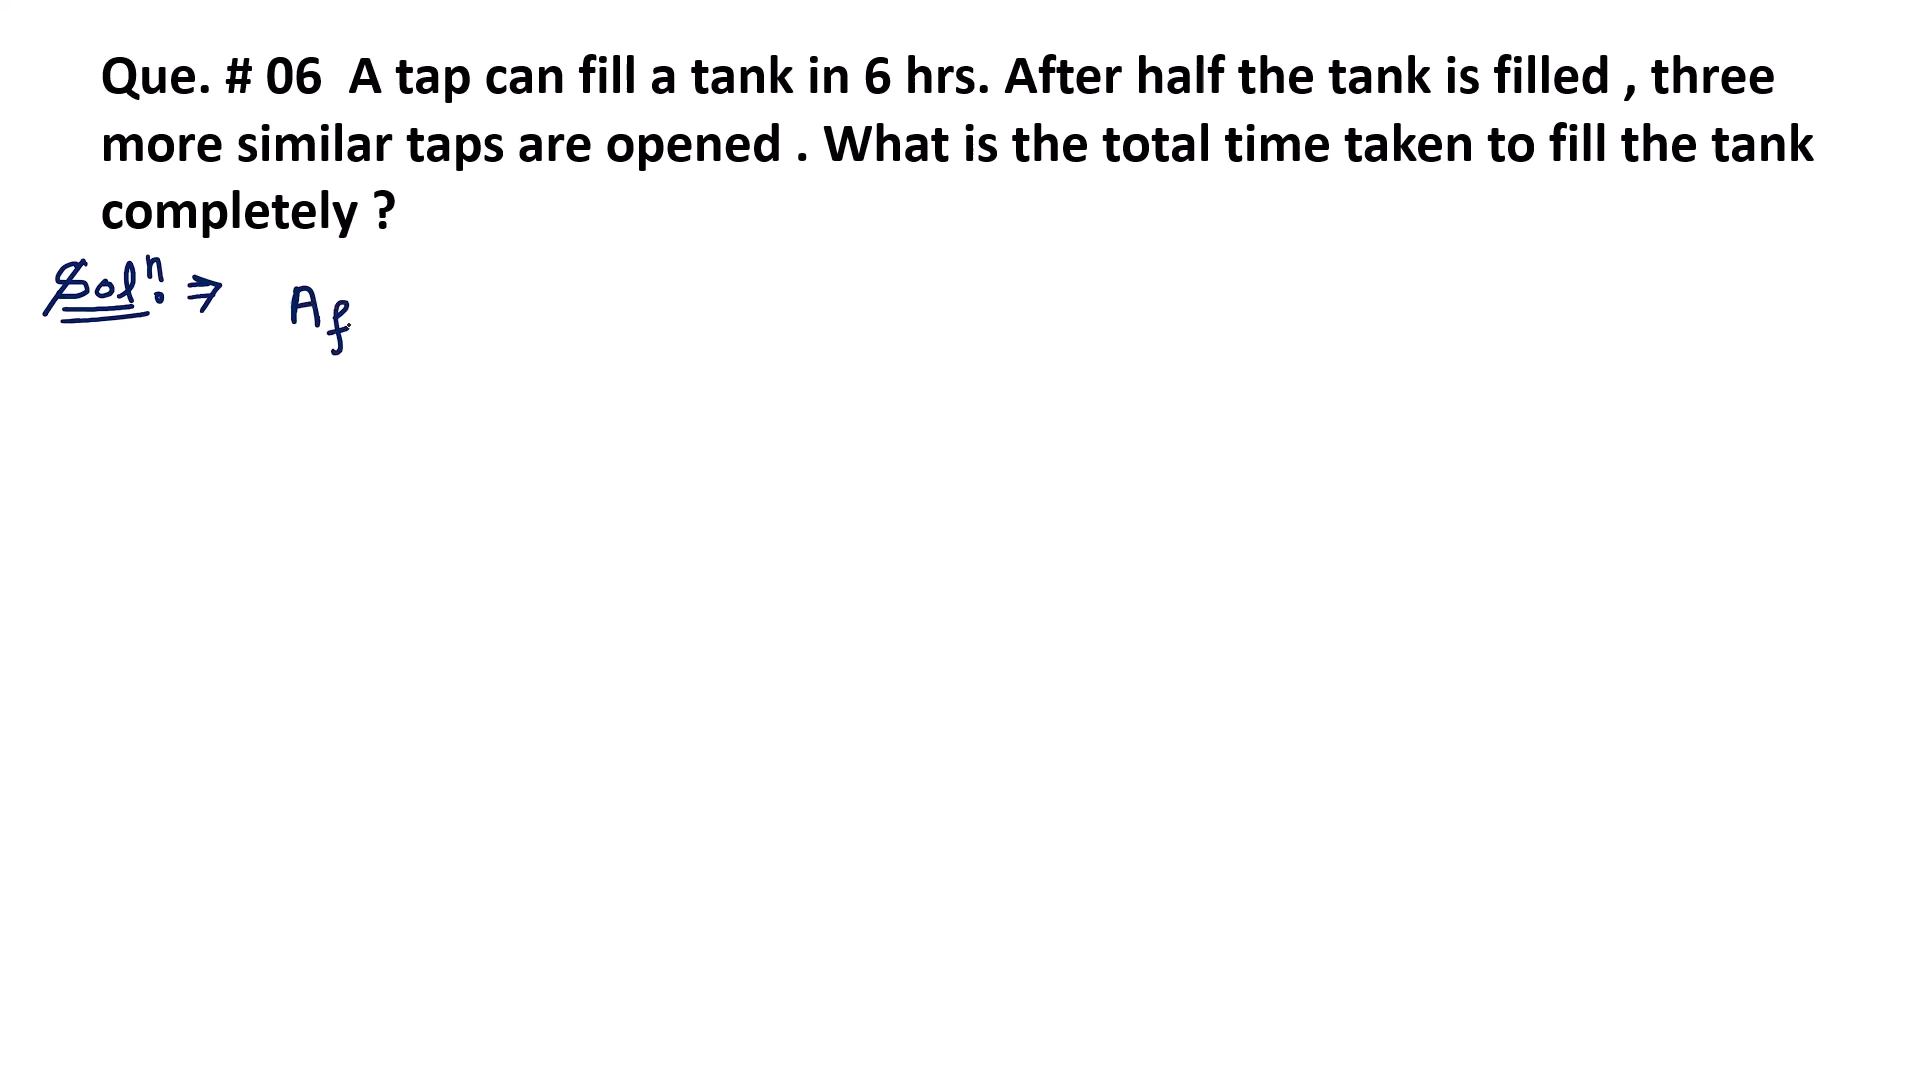 Que. # 06 A tap can fill a tank in 6 hrs. After half the tank is filled , three
more similar taps are opened . What is the total time taken to fill the tank
completely ?
Solⁿ. ⇒ Af